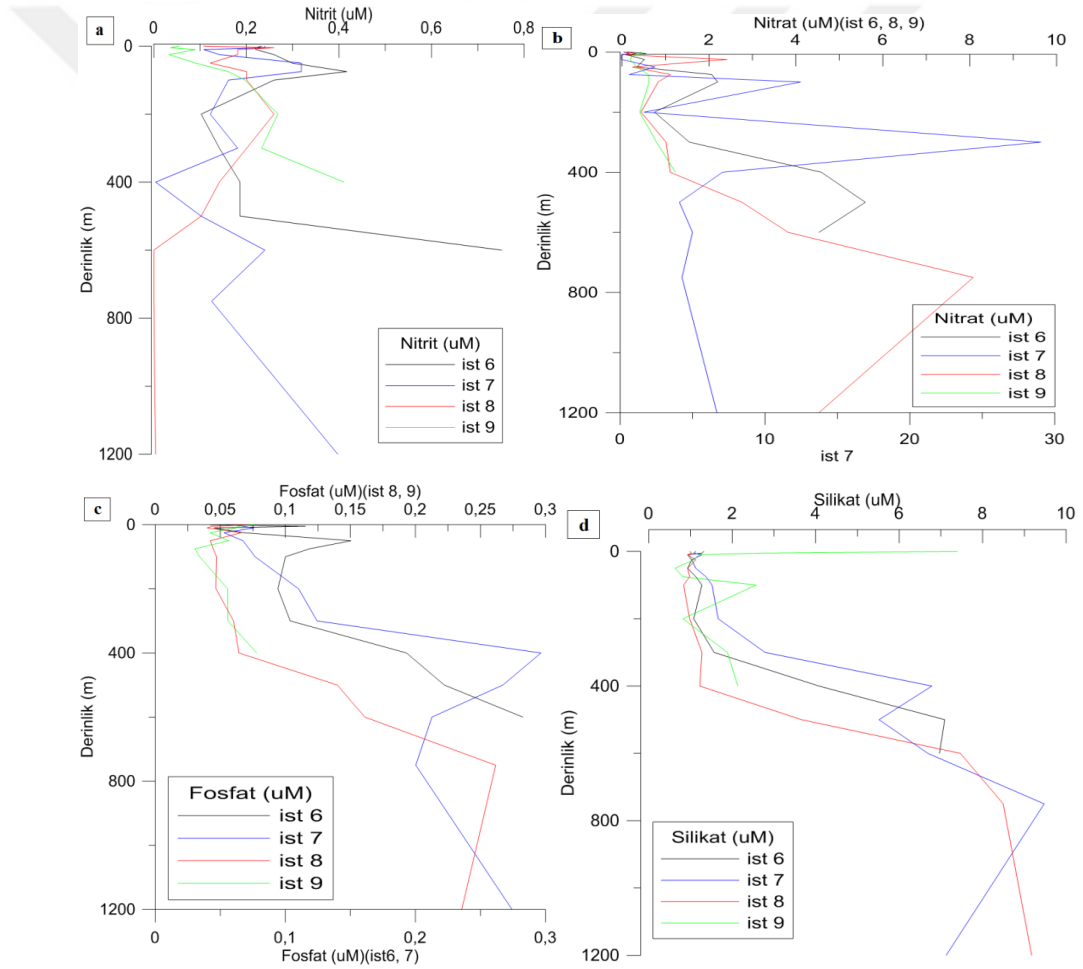 a
Nitrit (uM)
0 0,2 0,4 0,6 0,8
0
400
800
1200
Derinlik (m)
Nitrit (uM)
ist 6
ist 7
ist 8
ist 9
b
Nitrat (uM)(ist 6, 8, 9)
0 2 4 6 8 10
0
400
800
1200
Derinlik (m)
Nitrat (uM)
ist 6
ist 7
ist 8
ist 9
0 10 20 30
ist 7
c
Fosfat (uM)(ist 8, 9)
0 0,05 0,1 0,15 0,2 0,25 0,3
0
400
800
1200
Derinlik (m)
Fosfat (uM)
ist 6
ist 7
ist 8
ist 9
0 0,1 0,2 0,3
Fosfat (uM)(ist6, 7)
d
Silikat (uM)
0 2 4 6 8 10
0
400
800
1200
Derinlik (m)
Silikat (uM)
ist 6
ist 7
ist 8
ist 9